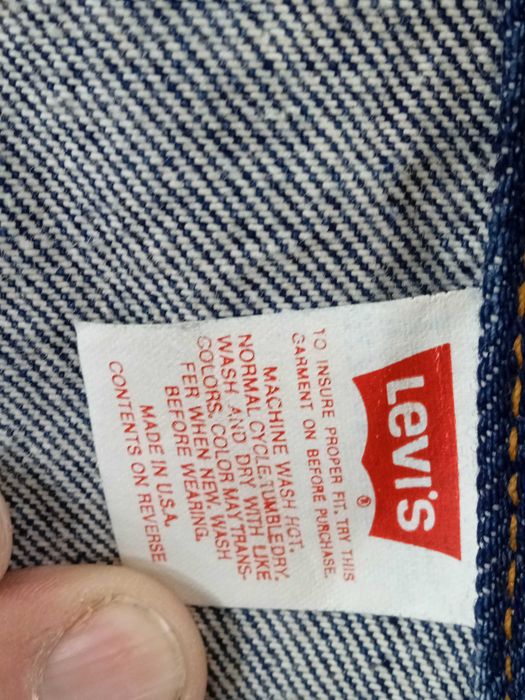 Levi's
®
TO INSURE PROPER FIT, TRY THIS
GARMENT ON BEFORE PURCHASE.
MACHINE WASH HOT.
NORMAL CYCLE. TUMBLE DRY.
WASH AND DRY WITH LIKE
COLORS. COLOR MAY TRANS-
FER WHEN NEW. WASH
BEFORE WEARING.
MADE IN U.S.A.
CONTENTS ON REVERSE